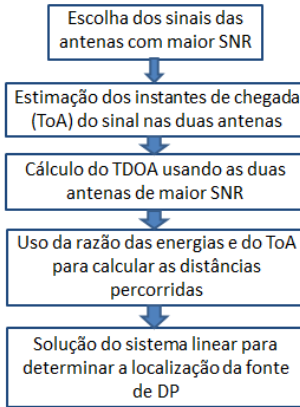 Escolha dos sinais das
antenas com maior SNR
Estimação dos instantes de chegada
(ToA) do sinal nas duas antenas
Cálculo do TDOA usando as duas
antenas de maior SNR
Uso da razão das energias e do ToA
para calcular as distâncias
percorridas
Solução do sistema linear para
determinar a localização da fonte
de DP